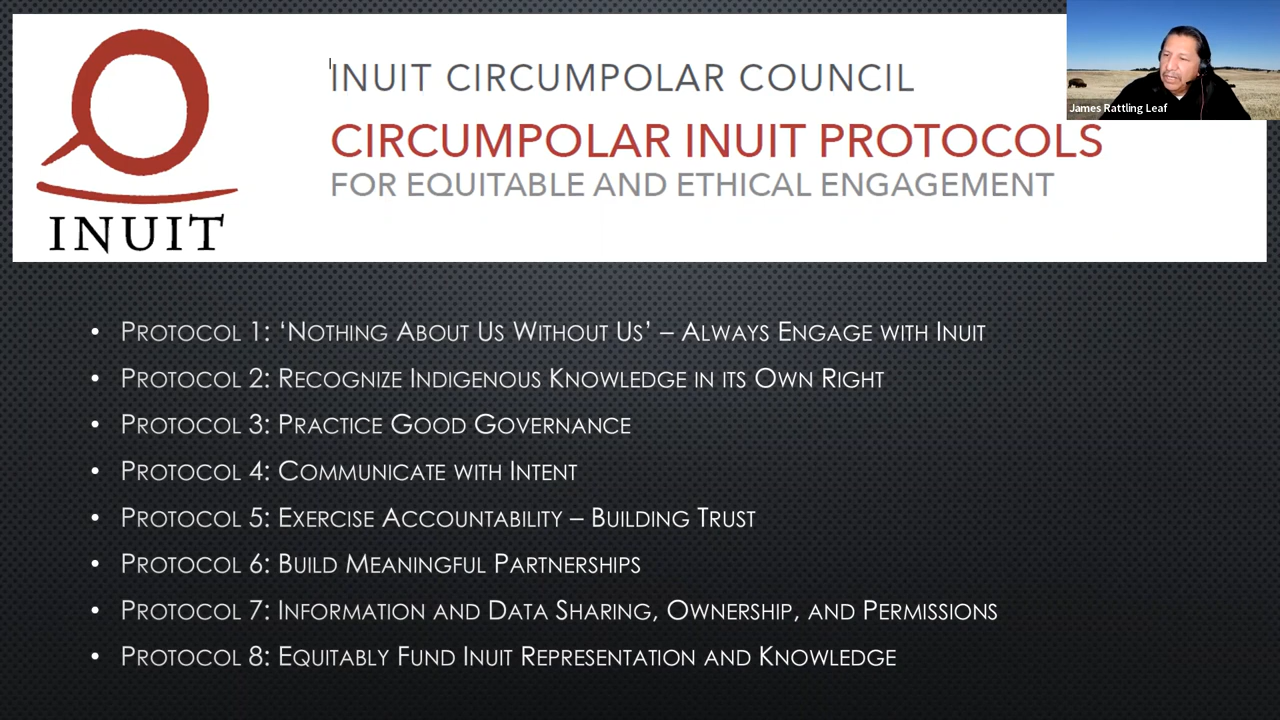 INUIT CIRCUMPOLAR COUNCIL
CIRCUMPOLAR INUIT PROTOCOLS
FOR EQUITABLE AND ETHICAL ENGAGEMENT
INUIT
James Rattling Leaf
• Protocol 1: ‘Nothing About Us Without Us’ – Always Engage with Inuit
• Protocol 2: Recognize Indigenous Knowledge in its Own Right
• Protocol 3: Practice Good Governance
• Protocol 4: Communicate with Intent
• Protocol 5: Exercise Accountability – Building Trust
• Protocol 6: Build Meaningful Partnerships
• Protocol 7: Information and Data Sharing, Ownership, and Permissions
• Protocol 8: Equitably Fund Inuit Representation and Knowledge